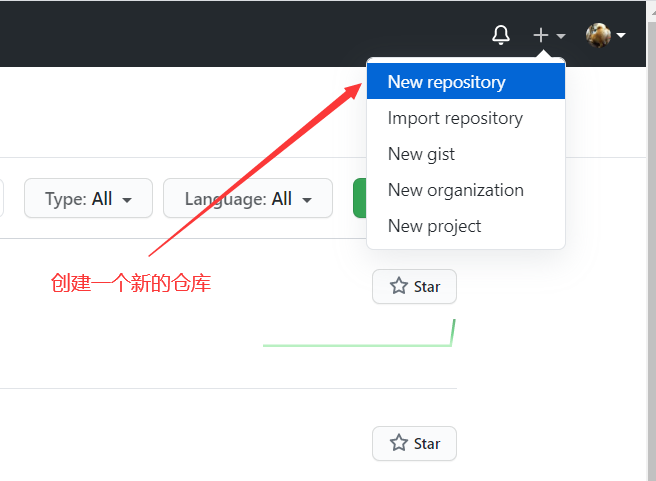 New repository
Import repository
New gist
New organization
New project
Type: All
Language: All
创建一个新的仓库
Star
Star